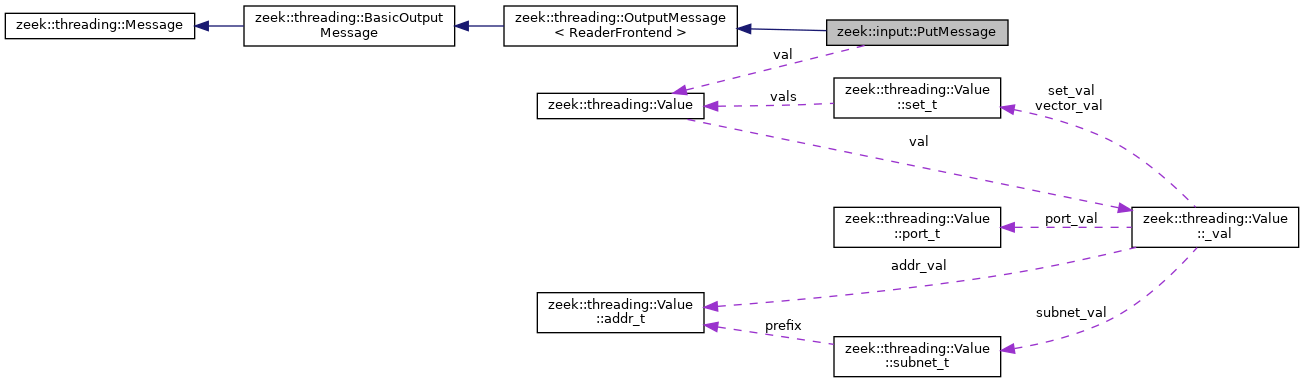 zeek::threading::Message
zeek::threading::BasicOutput
Message
zeek::threading::OutputMessage
< ReaderFrontend >
zeek::input::PutMessage
val
zeek::threading::Value
vals
zeek::threading::Value
::set_t
set_val
vector_val
val
zeek::threading::Value
::port_t
port_val
zeek::threading::Value
::_val
addr_val
zeek::threading::Value
::addr_t
prefix
subnet_val
zeek::threading::Value
::subnet_t